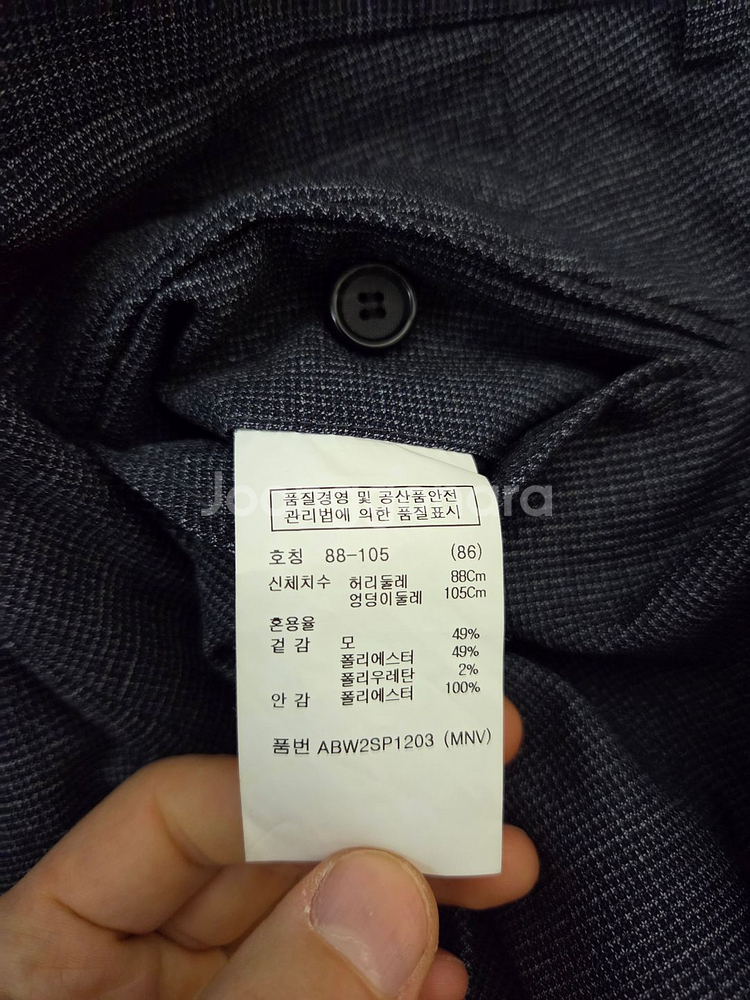 품질경영 및 공산품안전
관리법에 의한 품질표시
호칭 88-105 (86)
신체치수 허리둘레 88Cm
엉덩이둘레 105Cm
혼용율
겉 감 모 49%
폴리에스터 49%
폴리우레탄 2%
안 감 폴리에스터 100%
품번 ABW2SP1203 (MNV)